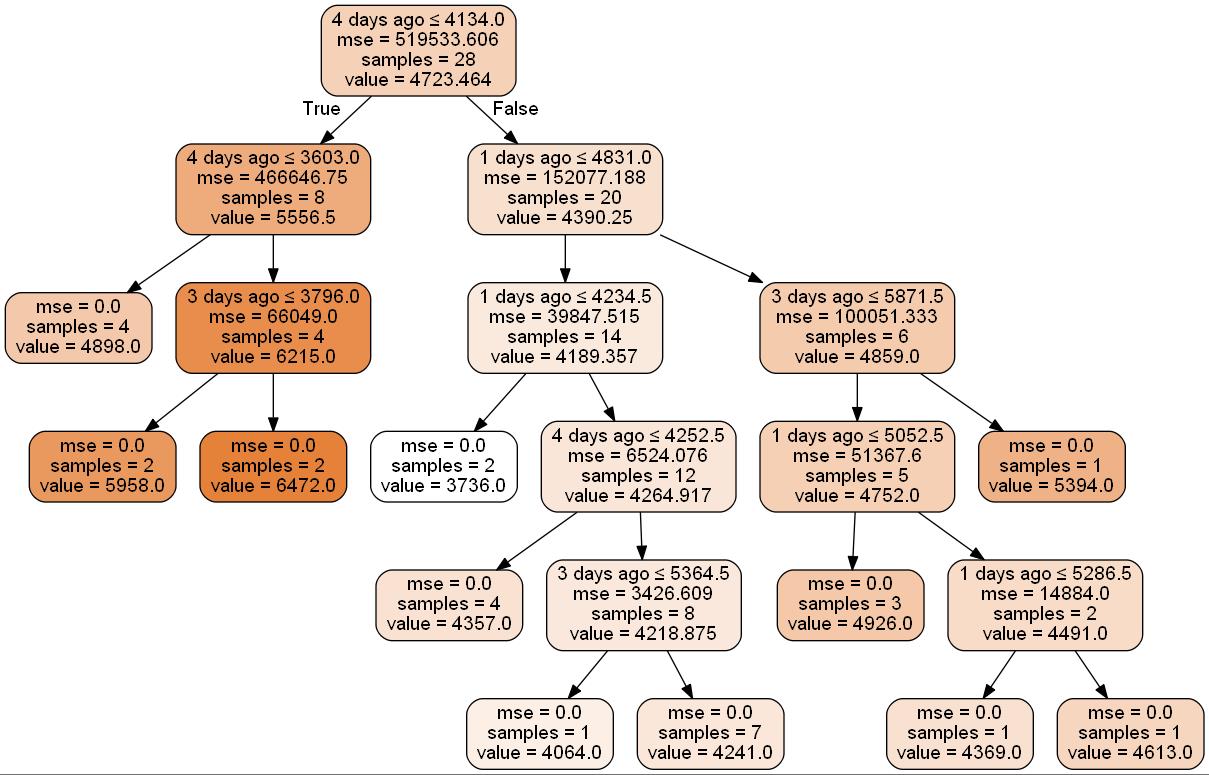 4 days ago ≤ 4134.0
mse = 519533.606
samples = 28
value = 4723.464
True
False
4 days ago ≤ 3603.0
mse = 466646.75
samples = 8
value = 5556.5
1 days ago ≤ 4831.0
mse = 152077.188
samples = 20
value = 4390.25
mse = 0.0
samples = 4
value = 4898.0
3 days ago ≤ 3796.0
mse = 66049.0
samples = 4
value = 6215.0
1 days ago ≤ 4234.5
mse = 39847.515
samples = 14
value = 4189.357
3 days ago ≤ 5871.5
mse = 100051.333
samples = 6
value = 4859.0
mse = 0.0
samples = 2
value = 5958.0
mse = 0.0
samples = 2
value = 6472.0
mse = 0.0
samples = 2
value = 3736.0
4 days ago ≤ 4252.5
mse = 6524.076
samples = 12
value = 4264.917
1 days ago ≤ 5052.5
mse = 51367.6
samples = 5
value = 4752.0
mse = 0.0
samples = 1
value = 5394.0
mse = 0.0
samples = 4
value = 4357.0
3 days ago ≤ 5364.5
mse = 3426.609
samples = 8
value = 4218.875
mse = 0.0
samples = 3
value = 4926.0
1 days ago ≤ 5286.5
mse = 14884.0
samples = 2
value = 4491.0
mse = 0.0
samples = 1
value = 4064.0
mse = 0.0
samples = 7
value = 4241.0
mse = 0.0
samples = 1
value = 4369.0
mse = 0.0
samples = 1
value = 4613.0